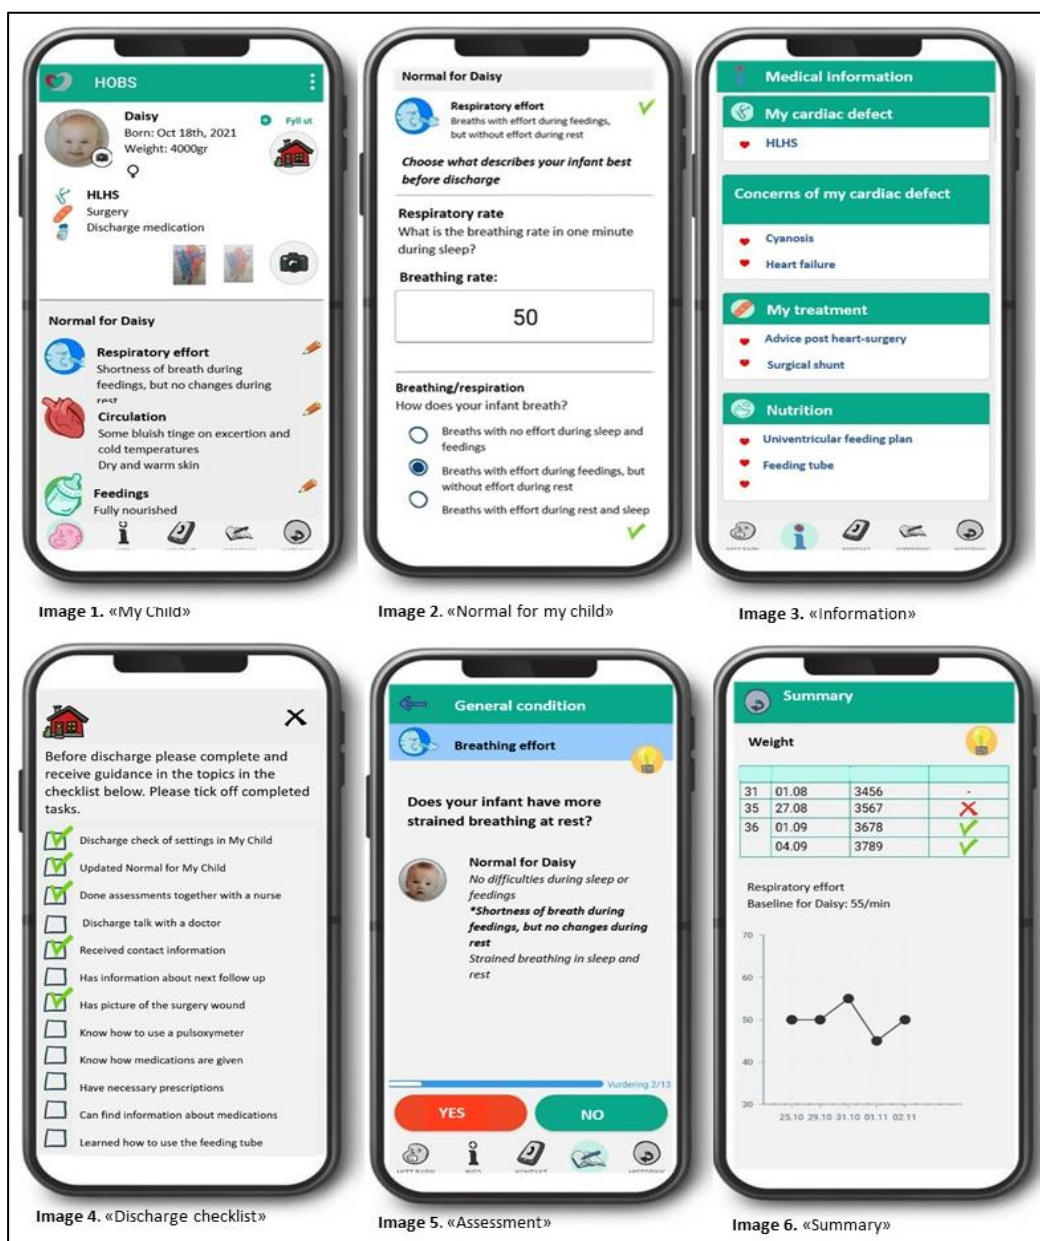 HOBS
Daisy
Born: Oct 18th, 2021
Weight: 4000gr
Fyll ut
HLHS
Surgery
Discharge medication
Normal for Daisy
Respiratory effort
Shortness of breath during
feedings, but no changes during
rest
Circulation
Some bluish tinge on excertion and
cold temperatures
Dry and warm skin
Feedings
Fully nourished
Image 1. «My Child»
Normal for Daisy
Respiratory effort
Breaths with effort during feedings,
but without effort during rest
Choose what describes your infant best
before discharge
Respiratory rate
What is the breathing rate in one minute
during sleep?
Breathing rate:
50
Breathing/respiration
How does your infant breath?
Breaths with no effort during sleep and
feedings
Breaths with effort during feedings, but
without effort during rest
Breaths with effort during rest and sleep
Image 2. «Normal for my child»
Medical information
My cardiac defect
HLHS
Concerns of my cardiac defect
Cyanosis
Heart failure
My treatment
Advice post heart-surgery
Surgical shunt
Nutrition
Univentricular feeding plan
Feeding tube
Image 3. «Information»
Before discharge please complete and
receive guidance in the topics in the
checklist below. Please tick off completed
tasks.
Discharge check of settings in My Child
Updated Normal for My Child
Done assessments together with a nurse
Discharge talk with a doctor
Received contact information
Has information about next follow up
Has picture of the surgery wound
Know how to use a pulsoxymeter
Know how medications are given
Have necessary prescriptions
Can find information about medications
Learned how to use the feeding tube
Image 4. «Discharge checklist»
General condition
Breathing effort
Does your infant have more
strained breathing at rest?
Normal for Daisy
No difficulties during sleep or
feedings
*Shortness of breath during
feedings, but no changes during
rest
Strained breathing in sleep and
rest
Vurdering 2/13
YES NO
Image 5. «Assessment»
Summary
Weight
31 01.08 3456 -
35 27.08 3567
36 01.09 3678
04.09 3789
Respiratory effort
Baseline for Daisy: 55/min
70
60
50
40
30
25.10 29.10 31.10 01.11 02.11
Image 6. «Summary»